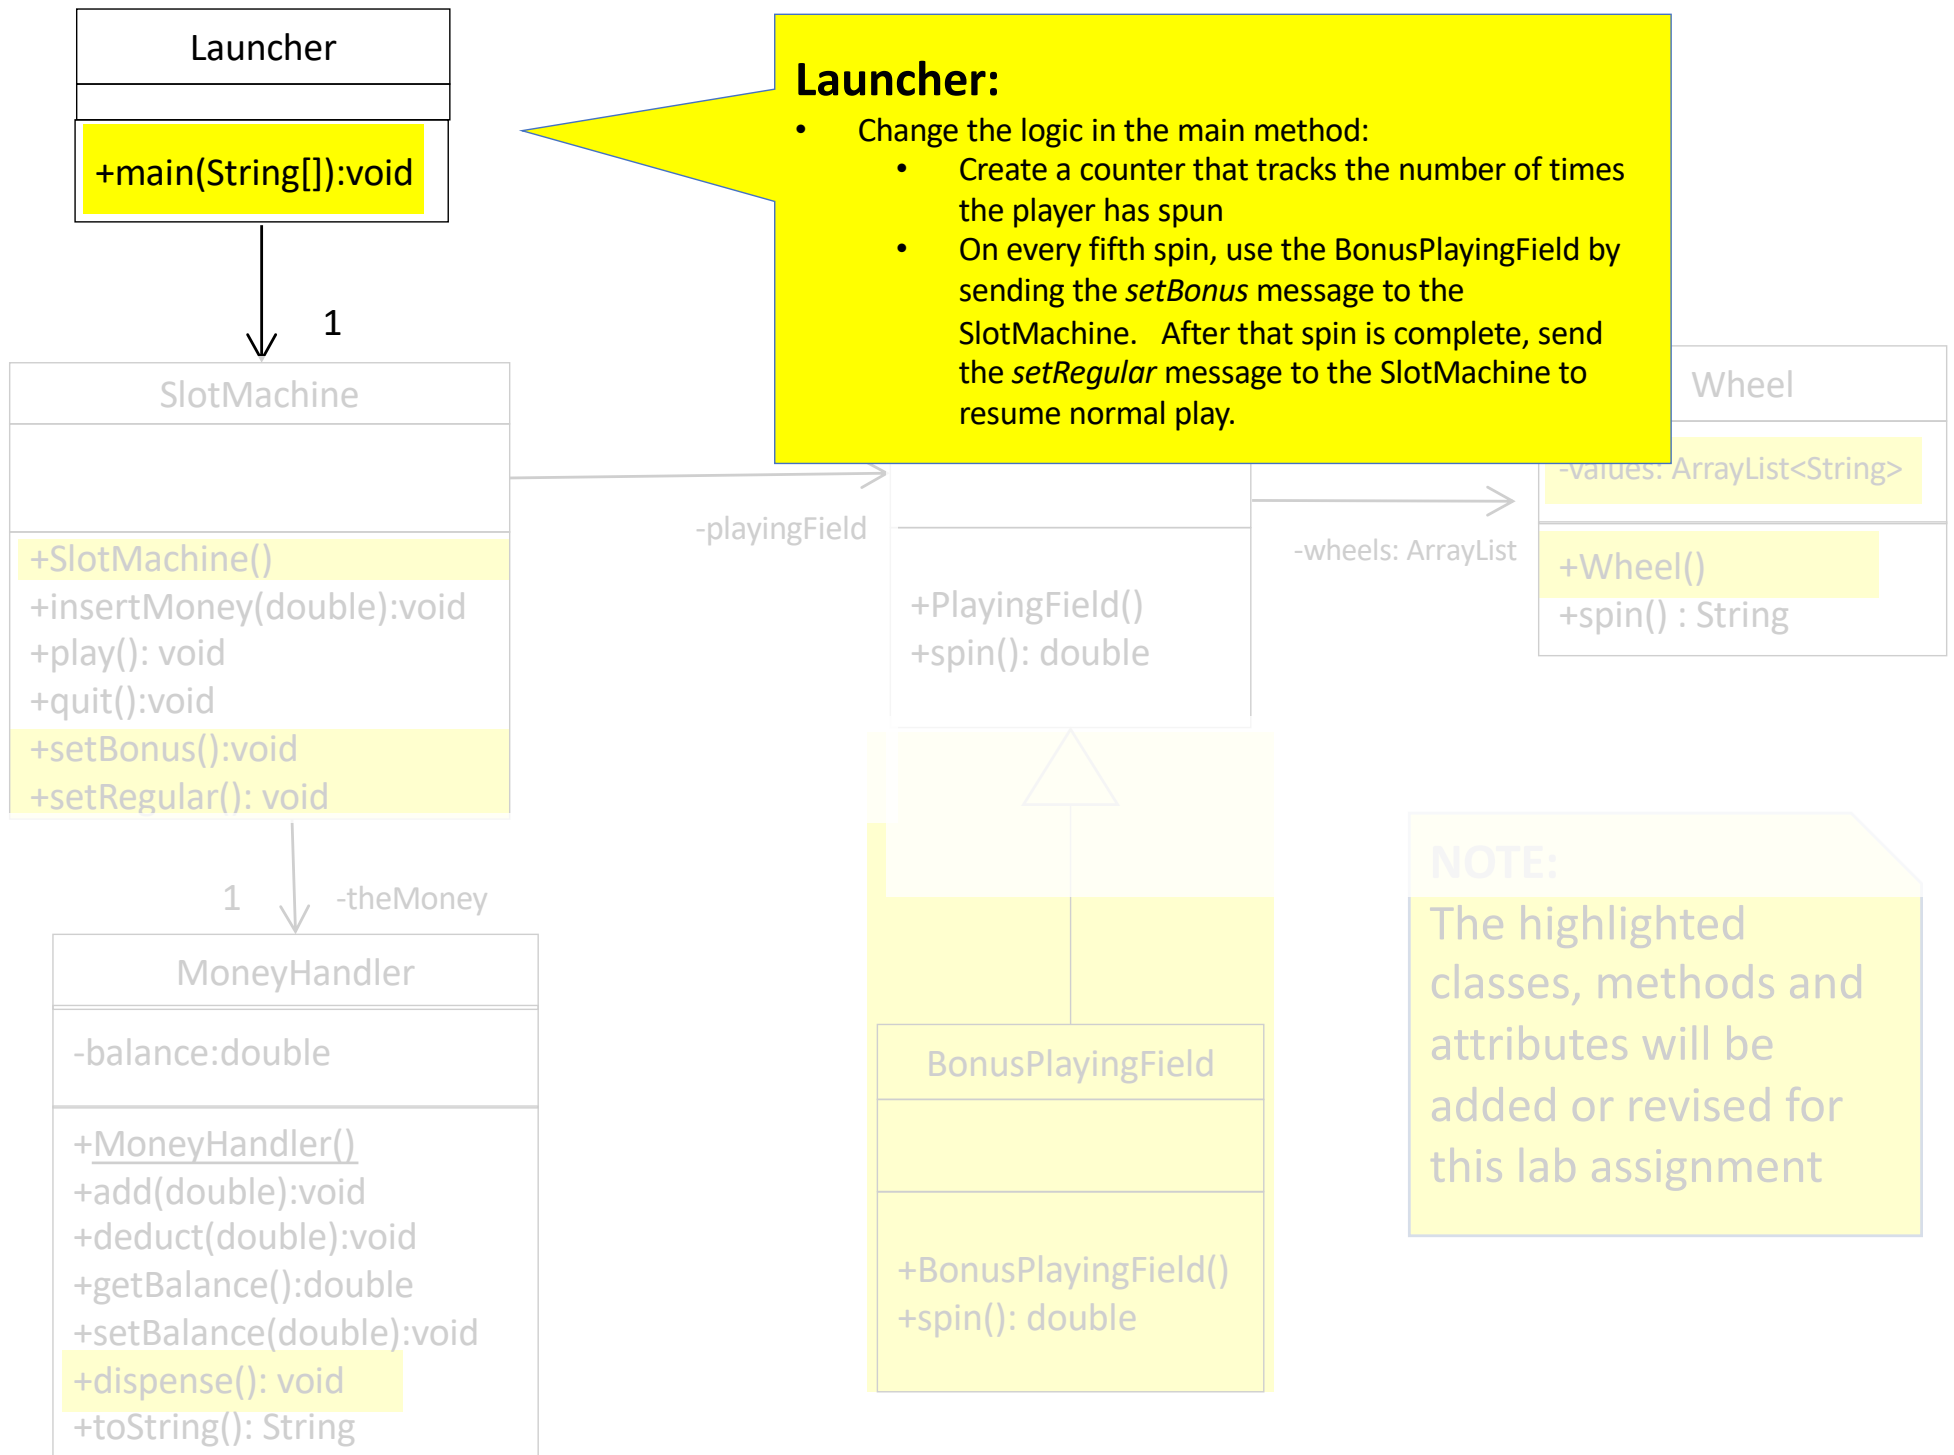 Launcher
+main(String[]):void
1
Launcher:
• Change the logic in the main method:
• Create a counter that tracks the number of times
the player has spun
• On every fifth spin, use the BonusPlayingField by
sending the setBonus message to the
SlotMachine. After that spin is complete, send
the setRegular message to the SlotMachine to
resume normal play.
SlotMachine
+SlotMachine()
+insertMoney(double):void
+play(): void
+quit():void
+setBonus():void
+setRegular(): void
-playingField
+PlayingField()
+spin(): double
-wheels: ArrayList
Wheel
-values: ArrayList<String>
+Wheel()
+spin() : String
1
-theMoney
MoneyHandler
-balance:double
+MoneyHandler()
+add(double):void
+deduct(double):void
+getBalance():double
+setBalance(double):void
+dispense(): void
+toString(): String
BonusPlayingField
+BonusPlayingField()
+spin(): double
NOTE:
The highlighted
classes, methods and
attributes will be
added or revised for
this lab assignment